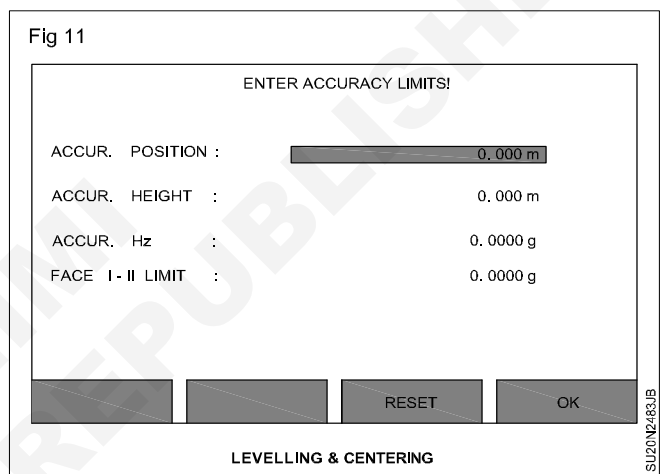 Fig 11
ENTER ACCURACY LIMITS!
ACCUR. POSITION : 0.000 m
ACCUR. HEIGHT : 0.000 m
ACCUR. Hz : 0.0000 g
FACE I - II LIMIT : 0.0000 g
RESET OK
LEVELLING & CENTERING
SU20N2483JB